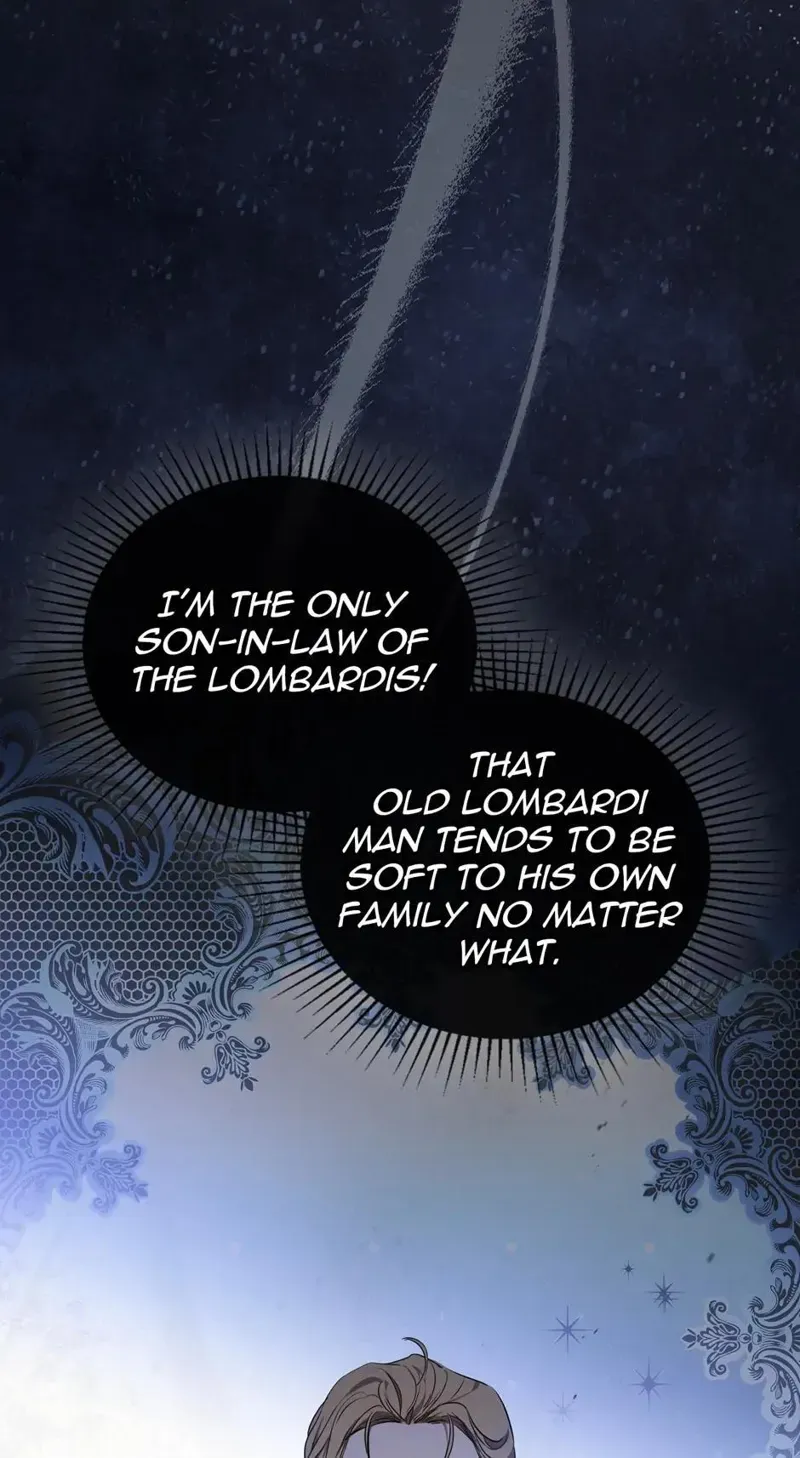 I'M THE ONLY
SON-IN-LAW OF
THE LOMBARDIS!
THAT
OLD LOMBARDI
MAN TENDS TO BE
SOFT TO HIS OWN
FAMILY NO MATTER
WHAT.